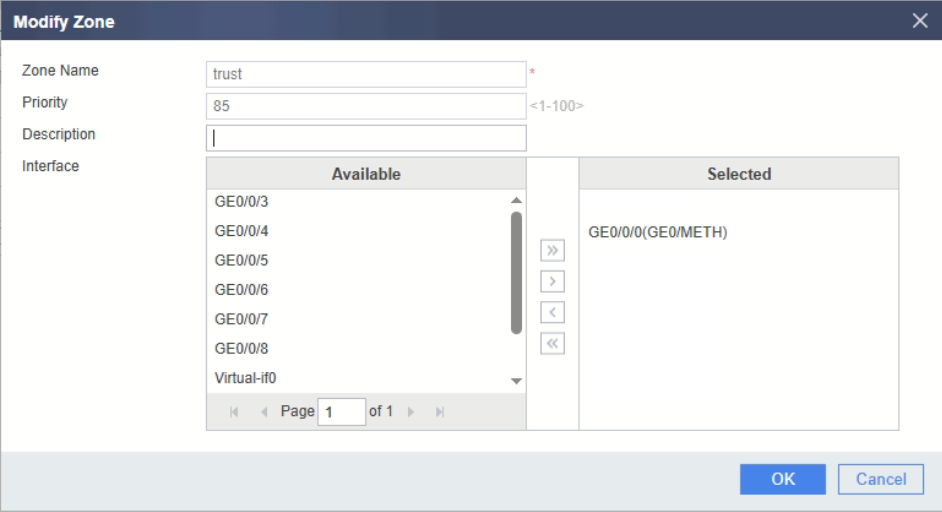 Modify Zone
Zone Name
trust
*
Priority
85
<1-100>
Description
Interface
Available
GE0/0/3
GE0/0/4
GE0/0/5
GE0/0/6
GE0/0/7
GE0/0/8
Virtual-if0
Page 1 of 1
Selected
GE0/0/0(GE0/METH)
OK
Cancel